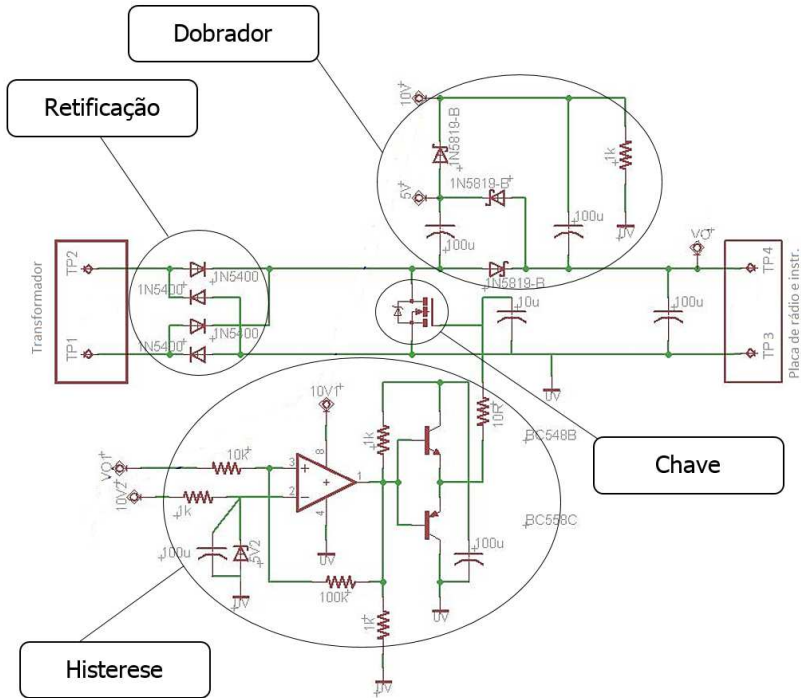 Dobrador
Retificação
10V
1N5819-B
5V
1N5819-B
1k
100u
100u
0V
VO
Transformador
TP2
TP1
1N5400
1N5400
1N5400
1N5400
1N5819-B
10u
100u
TP4
TP3
Placa de rádio e instr.
0V
10V1
10R
BC548B
Chave
1k
10k
VO1
10V2
1k
3
2
8
1
4
100u
5V2
0V
0V
100k
BC558C
100u
0V
1k
0V
Histerese